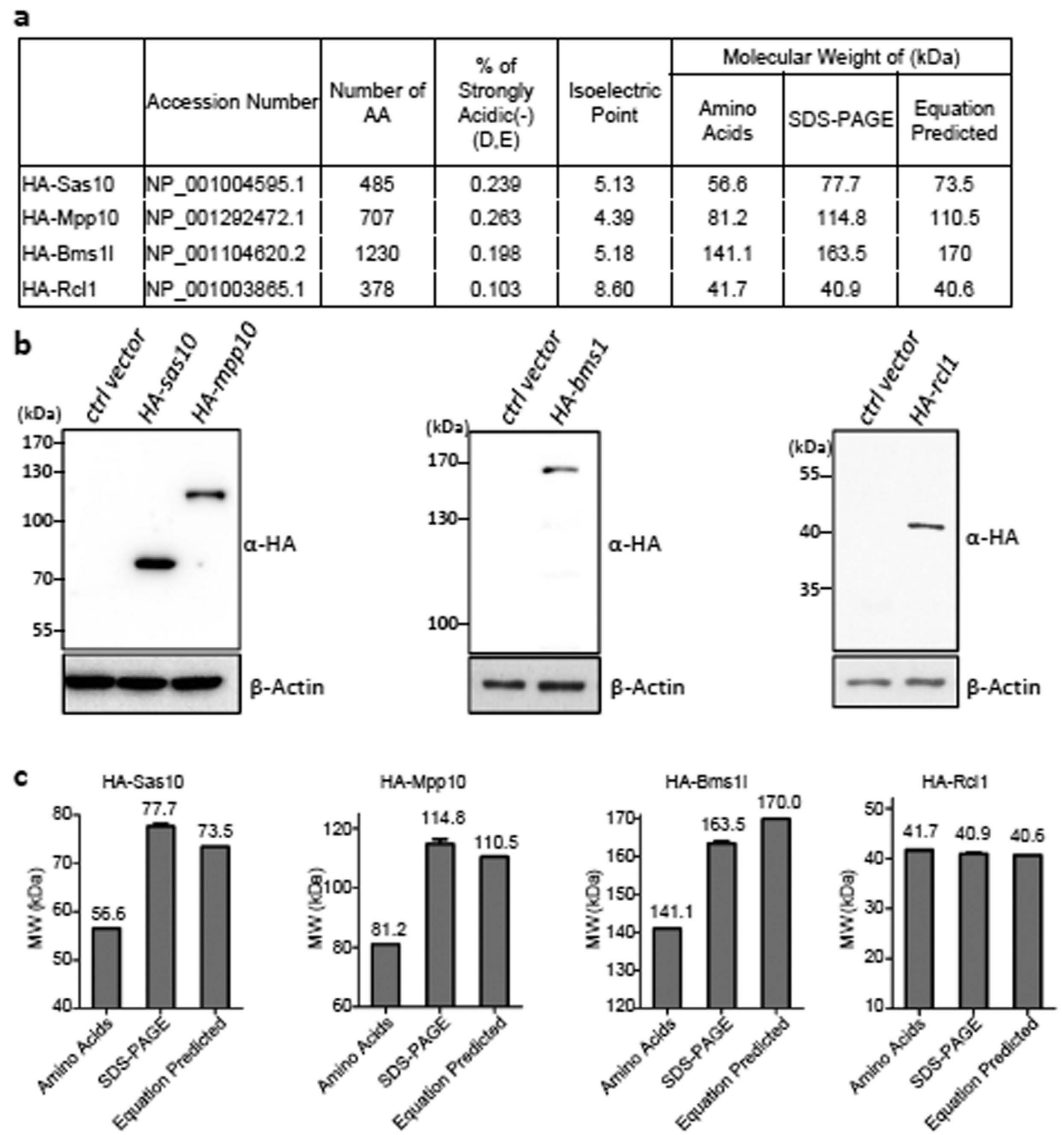 a
Accession Number
Number of AA
% of Strongly Acidic(-) (D,E)
Isoelectric Point
Molecular Weight of (kDa)
Amino Acids
SDS-PAGE
Equation Predicted
HA-Sas10 NP_001004595.1 485 0.239 5.13 56.6 77.7 73.5
HA-Mpp10 NP_001292472.1 707 0.263 4.39 81.2 114.8 110.5
HA-Bms1l NP_001104620.2 1230 0.198 5.18 141.1 163.5 170
HA-Rcl1 NP_001003865.1 378 0.103 8.60 41.7 40.9 40.6
b
ctrl vector
HA-sas10
HA-mpp10
(kDa)
170
130
100
70
55
α-HA
β-Actin
ctrl vector
HA-bms1
(kDa)
170
130
100
α-HA
β-Actin
ctrl vector
HA-rcl1
(kDa)
55
40
35
α-HA
β-Actin
c
HA-Sas10
MW (kDa)
80
70
60
50
40
56.6
77.7
73.5
Amino Acids
SDS-PAGE
Equation Predicted
HA-Mpp10
MW (kDa)
120
100
80
60
81.2
114.8
110.5
Amino Acids
SDS-PAGE
Equation Predicted
HA-Bms1l
MW (kDa)
170
160
150
140
130
120
141.1
163.5
170.0
Amino Acids
SDS-PAGE
Equation Predicted
HA-Rcl1
MW (kDa)
50
40
30
20
10
41.7
40.9
40.6
Amino Acids
SDS-PAGE
Equation Predicted